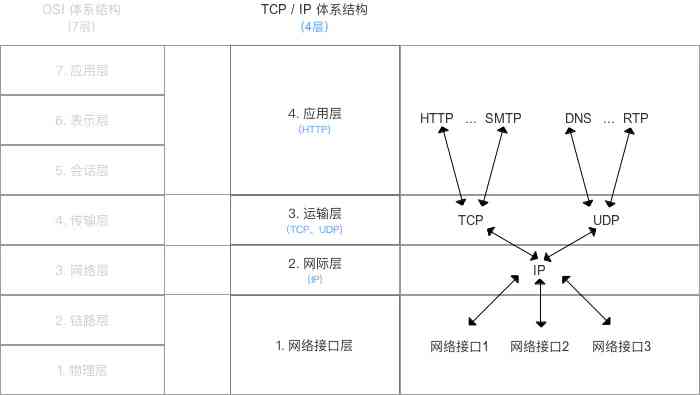 OSI 体系结构
(7层)
TCP / IP 体系结构
(4层)
7. 应用层
6. 表示层
5. 会话层
4. 传输层
3. 网络层
2. 链路层
1. 物理层
4. 应用层
(HTTP)
3. 运输层
(TCP、UDP)
2. 网际层
(IP)
1. 网络接口层
HTTP ... SMTP DNS ... RTP
TCP UDP
IP
网络接口1 网络接口2 网络接口3